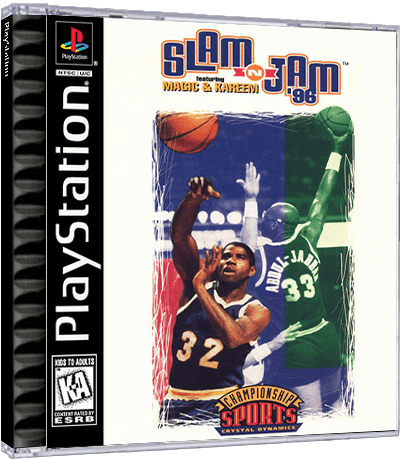 PlayStation
PlayStation
NTSC U/C
PlayStation
®
KIDS TO ADULTS
K-A
®
CONTENT RATED BY
ESRB
SLAM
N JAM
'96
™
featuring
MAGIC & KAREEM
ABDUL-JABBAR
33
32
CHAMPIONSHIP
SPORTS
CRYSTAL DYNAMICS